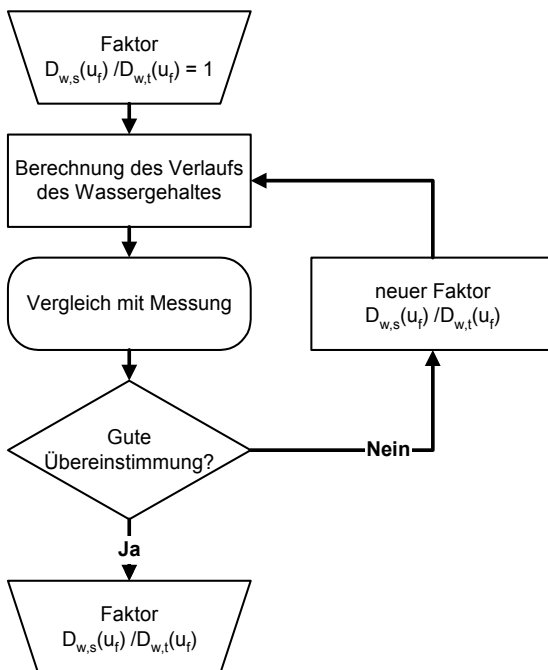 Faktor
D_w,s(u_f) /D_w,t(u_f) = 1
Berechnung des Verlaufs
des Wassergehaltes
Vergleich mit Messung
neuer Faktor
D_w,s(u_f) /D_w,t(u_f)
Gute
Übereinstimmung?
Nein
Ja
Faktor
D_w,s(u_f) /D_w,t(u_f)